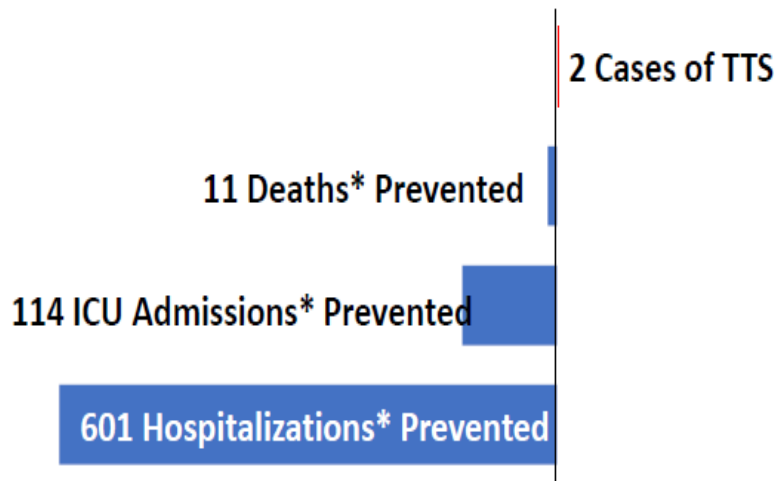 2 Cases of TTS
11 Deaths* Prevented
114 ICU Admissions* Prevented
601 Hospitalizations* Prevented